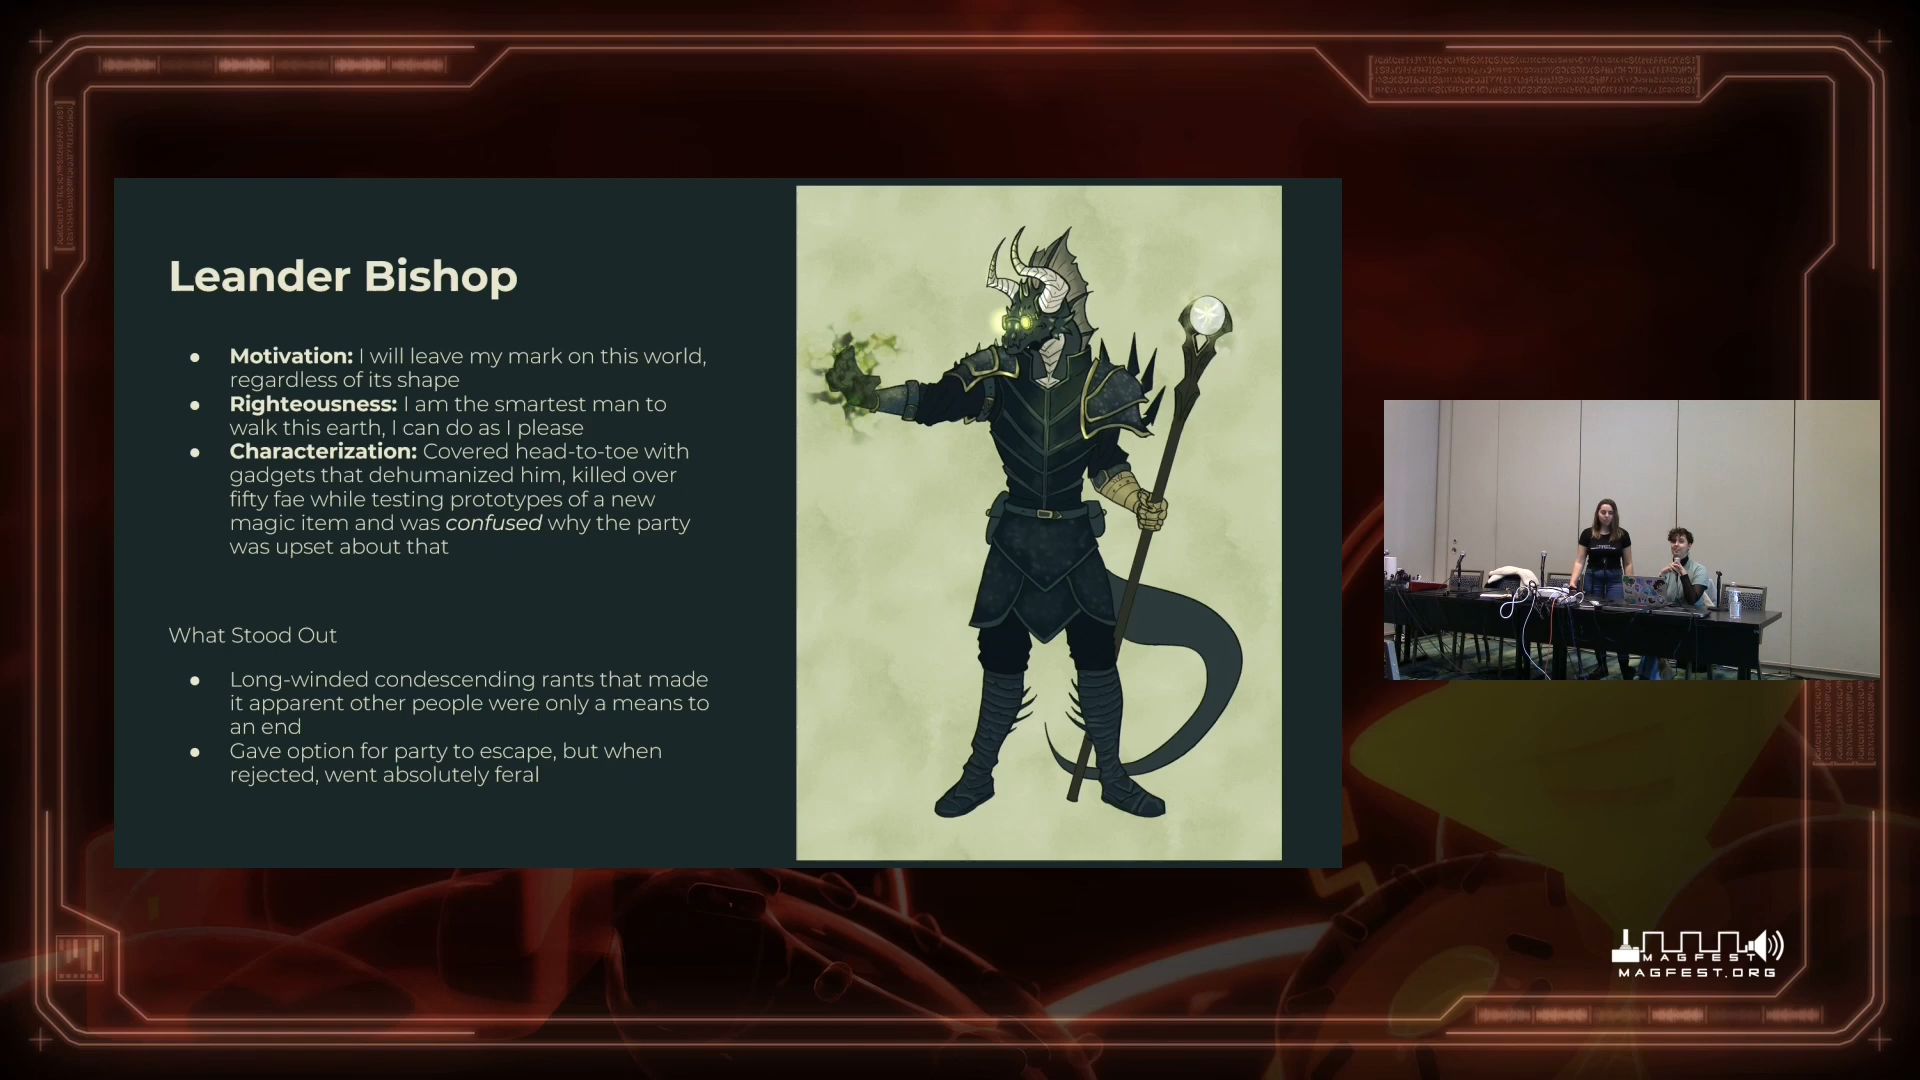 Leander Bishop
● Motivation: I will leave my mark on this world,
regardless of its shape
● Righteousness: I am the smartest man to
walk this earth, I can do as I please
● Characterization: Covered head-to-toe with
gadgets that dehumanized him, killed over
fifty fae while testing prototypes of a new
magic item and was confused why the party
was upset about that
What Stood Out
● Long-winded condescending rants that made
it apparent other people were only a means to
an end
● Gave option for party to escape, but when
rejected, went absolutely feral
MAGFEST
MAGFEST.ORG